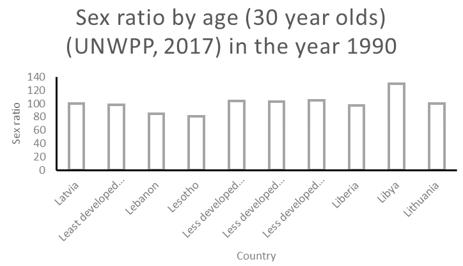 Sex ratio by age (30 year olds)
(UNWPP, 2017) in the year 1990
Sex ratio
140
120
100
80
60
40
20
0
Latvia
Least developed...
Lebanon
Lesotho
Less developed...
Less developed...
Less developed...
Liberia
Libya
Lithuania
Country